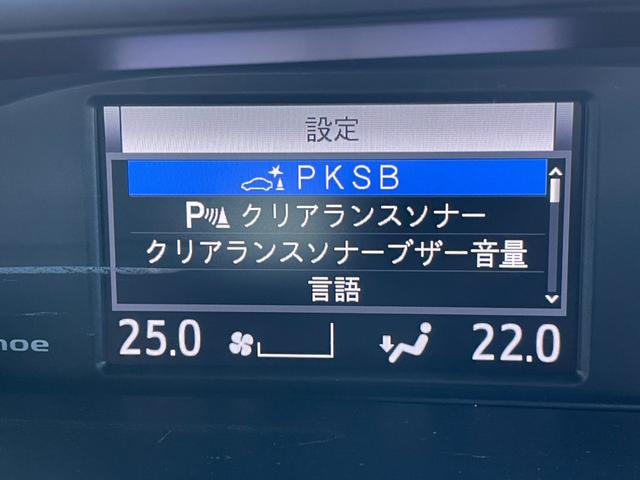 設定
PKSB
P クリアランスソナー
クリアランスソナーブザー音量
言語
25.0 22.0